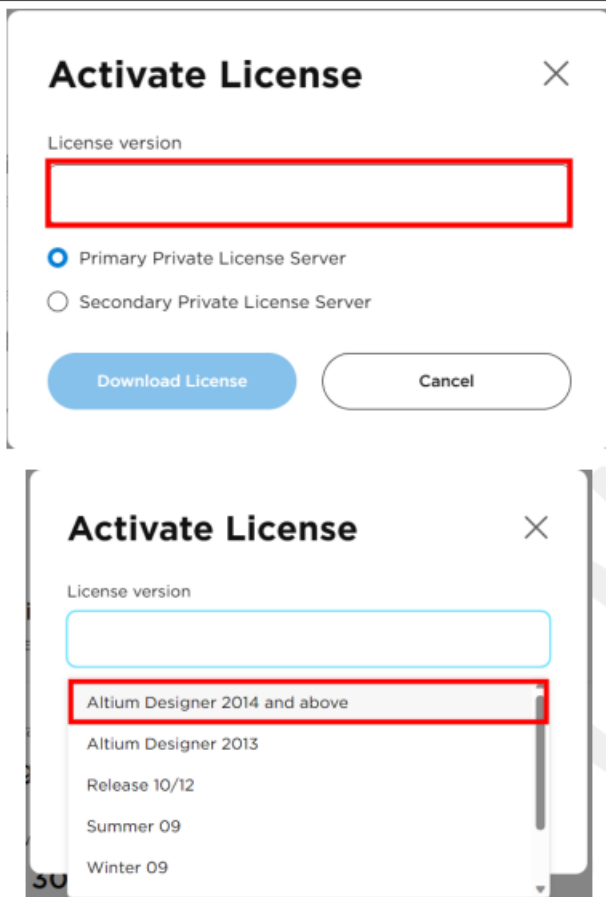 Activate License
License version
Primary Private License Server
Secondary Private License Server
Download License
Cancel
Activate License
License version
Altium Designer 2014 and above
Altium Designer 2013
Release 10/12
Summer 09
Winter 09
30